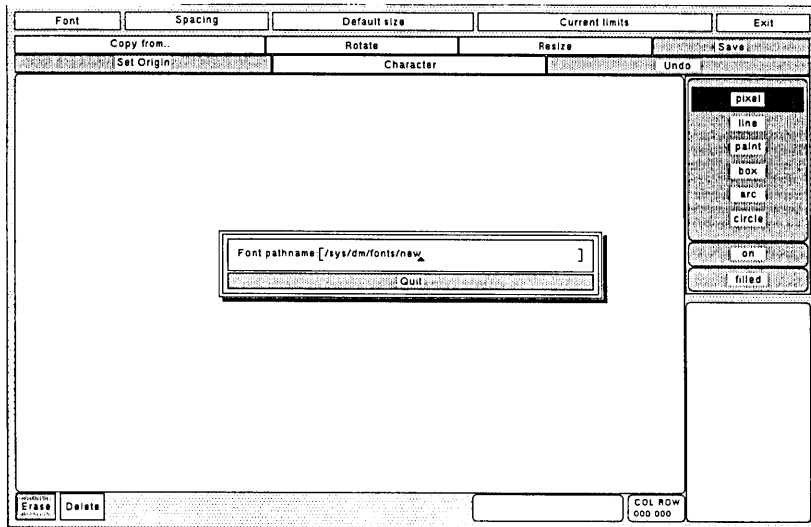 Font Spacing Default size Current limits Exit
Copy from.. Rotate Resize Save
Set Origin Character Undo
pixel
line
paint
box
arc
circle
Font pathname:[/sys/dm/fonts/new ]
on
Quit
filled
Erase Delete
COL ROW
000 000